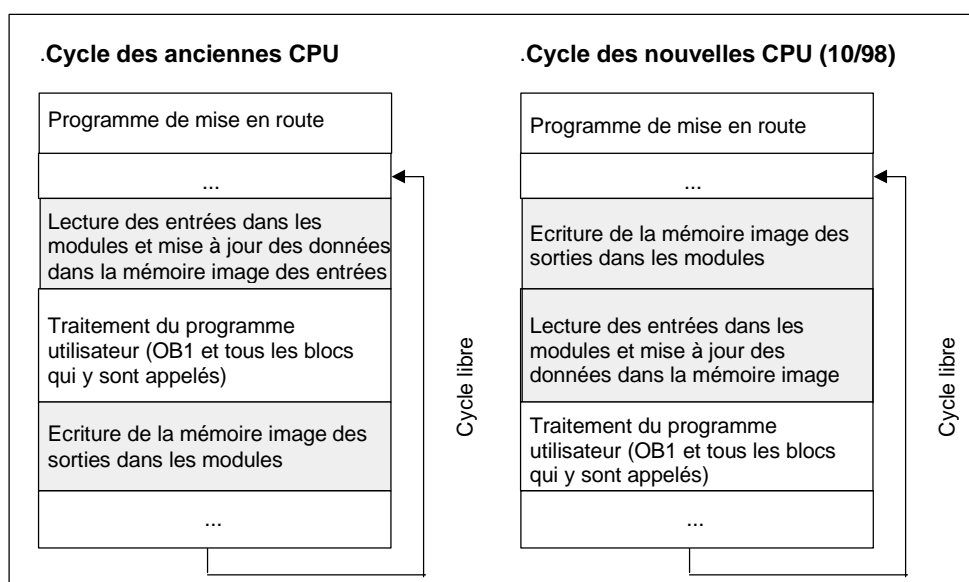 .Cycle des anciennes CPU
Programme de mise en route
...
Lecture des entrées dans les
modules et mise à jour des données
dans la mémoire image des entrées
Traitement du programme
utilisateur (OB1 et tous les blocs
qui y sont appelés)
Ecriture de la mémoire image des
sorties dans les modules
...
Cycle libre
.Cycle des nouvelles CPU (10/98)
Programme de mise en route
...
Ecriture de la mémoire image des
sorties dans les modules
Lecture des entrées dans les
modules et mise à jour des
données dans la mémoire image
Traitement du programme
utilisateur (OB1 et tous les blocs
qui y sont appelés)
...
Cycle libre